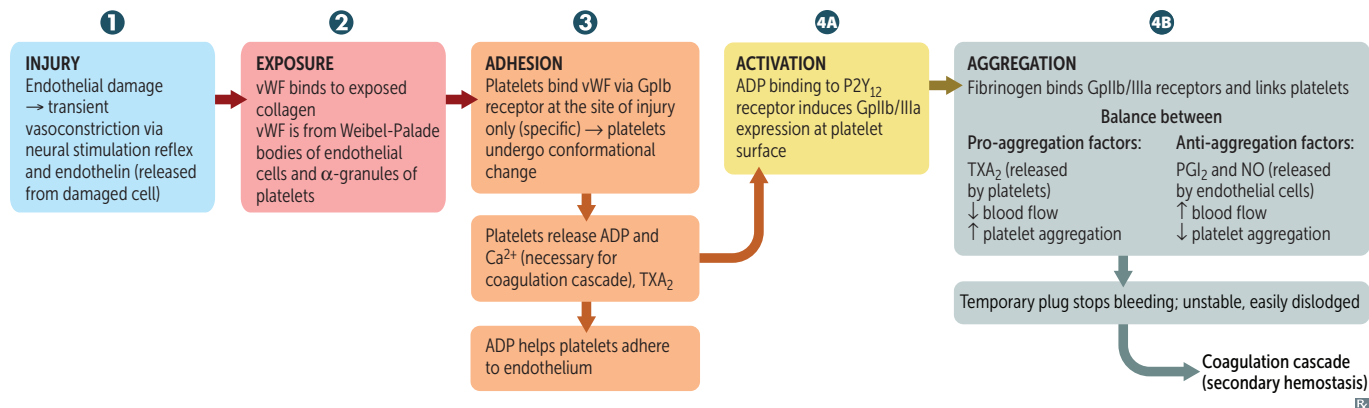 1
INJURY
Endothelial damage
→ transient
vasoconstriction via
neural stimulation reflex
and endothelin (released
from damaged cell)
2
EXPOSURE
vWF binds to exposed
collagen
vWF is from Weibel-Palade
bodies of endothelial
cells and α-granules of
platelets
3
ADHESION
Platelets bind vWF via GpIb
receptor at the site of injury
only (specific) → platelets
undergo conformational
change
Platelets release ADP and
Ca²⁺ (necessary for
coagulation cascade), TXA₂
ADP helps platelets adhere
to endothelium
4A
ACTIVATION
ADP binding to P2Y₁₂
receptor induces GpIIb/IIIa
expression at platelet
surface
4B
AGGREGATION
Fibrinogen binds GpIIb/IIIa receptors and links platelets
Balance between
Pro-aggregation factors:
TXA₂ (released
by platelets)
↓ blood flow
↑ platelet aggregation
Anti-aggregation factors:
PGI₂ and NO (released
by endothelial cells)
↑ blood flow
↓ platelet aggregation
Temporary plug stops bleeding; unstable, easily dislodged
Coagulation cascade
(secondary hemostasis)
℞